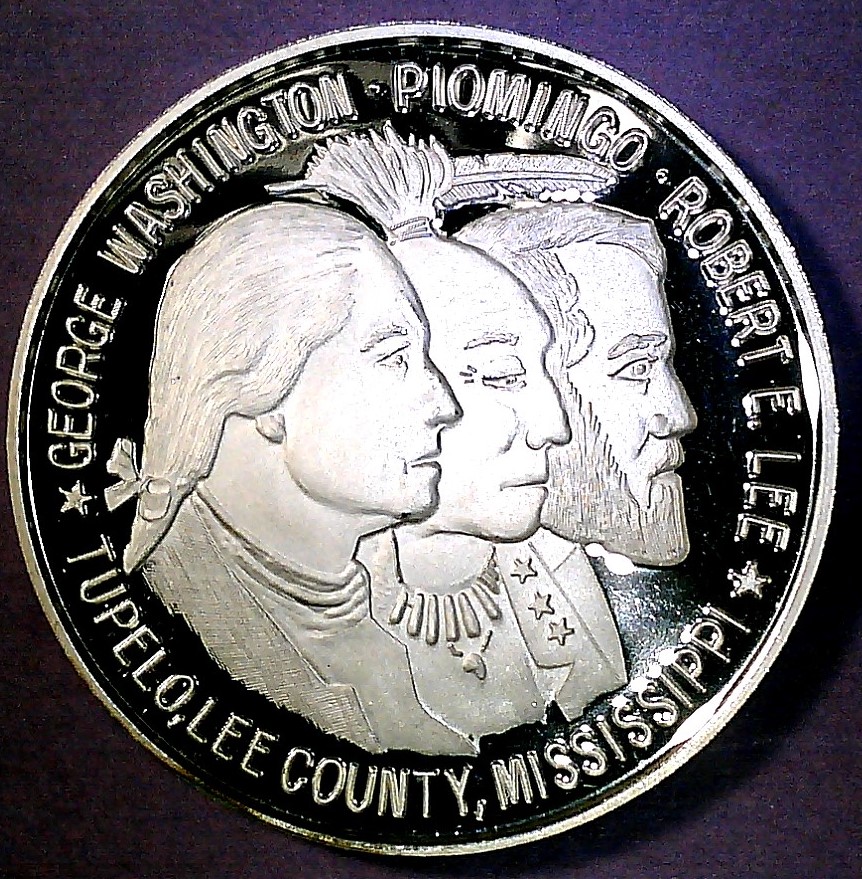 GEORGE WASHINGTON · PIOMINGO · ROBERT E. LEE
TUPELO, LEE COUNTY, MISSISSIPPI